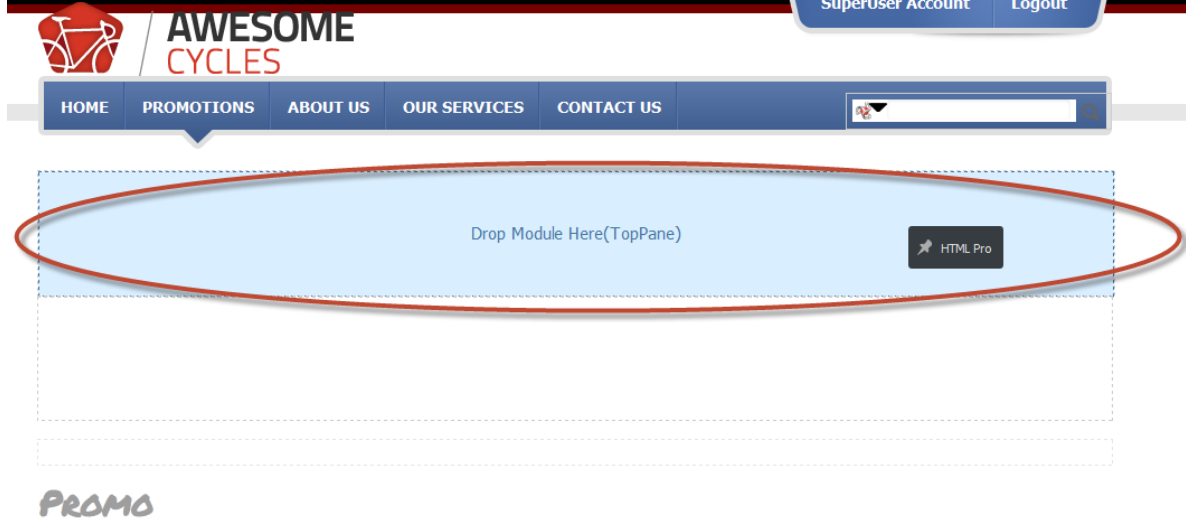 SuperUser Account Logout
AWESOME
CYCLES
HOME PROMOTIONS ABOUT US OUR SERVICES CONTACT US
Drop Module Here(TopPane)
HTML Pro
PROMO